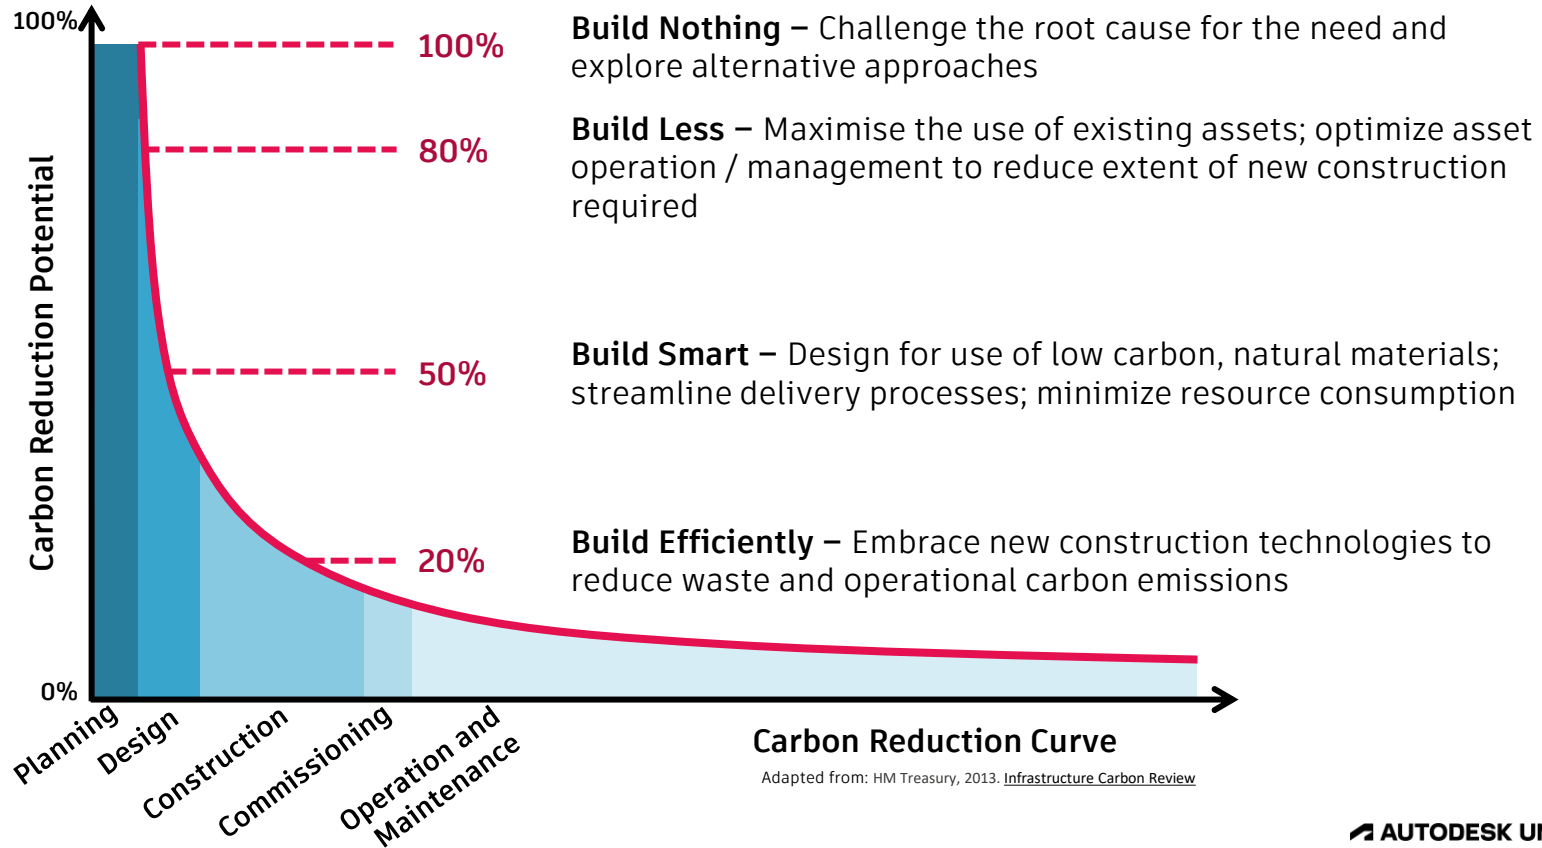 100%
100%
Build Nothing – Challenge the root cause for the need and
explore alternative approaches
80%
Build Less – Maximise the use of existing assets; optimize asset
operation / management to reduce extent of new construction
required
Carbon Reduction Potential
50%
Build Smart – Design for use of low carbon, natural materials;
streamline delivery processes; minimize resource consumption
20%
Build Efficiently – Embrace new construction technologies to
reduce waste and operational carbon emissions
0%
Planning
Design
Construction
Commissioning
Operation and
Maintenance
Carbon Reduction Curve
Adapted from: HM Treasury, 2013. Infrastructure Carbon Review
AUTODESK